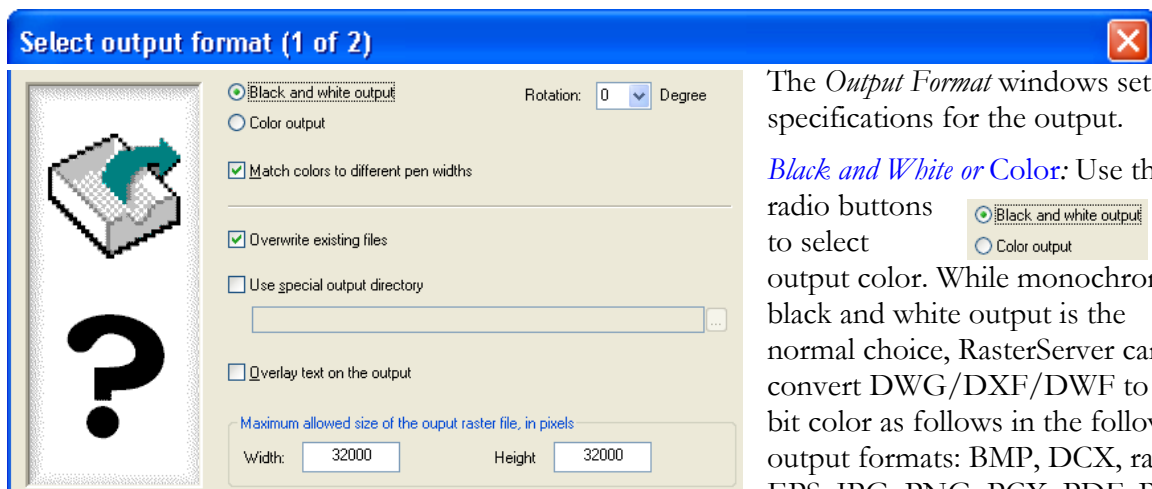 Select output format (1 of 2)
Black and white output
Rotation: 0 Degree
Color output
Match colors to different pen widths
Overwrite existing files
Use special output directory
...
Overlay text on the output
Maximum allowed size of the ouput raster file, in pixels
Width: 32000 Height 32000
The Output Format windows set
specifications for the output.
Black and White or Color: Use th
radio buttons
to select
Black and white output
Color output
output color. While monochro
black and white output is the
normal choice, RasterServer ca
convert DWG/DXF/DWF to
bit color as follows in the follo
output formats: BMP, DCX, ra